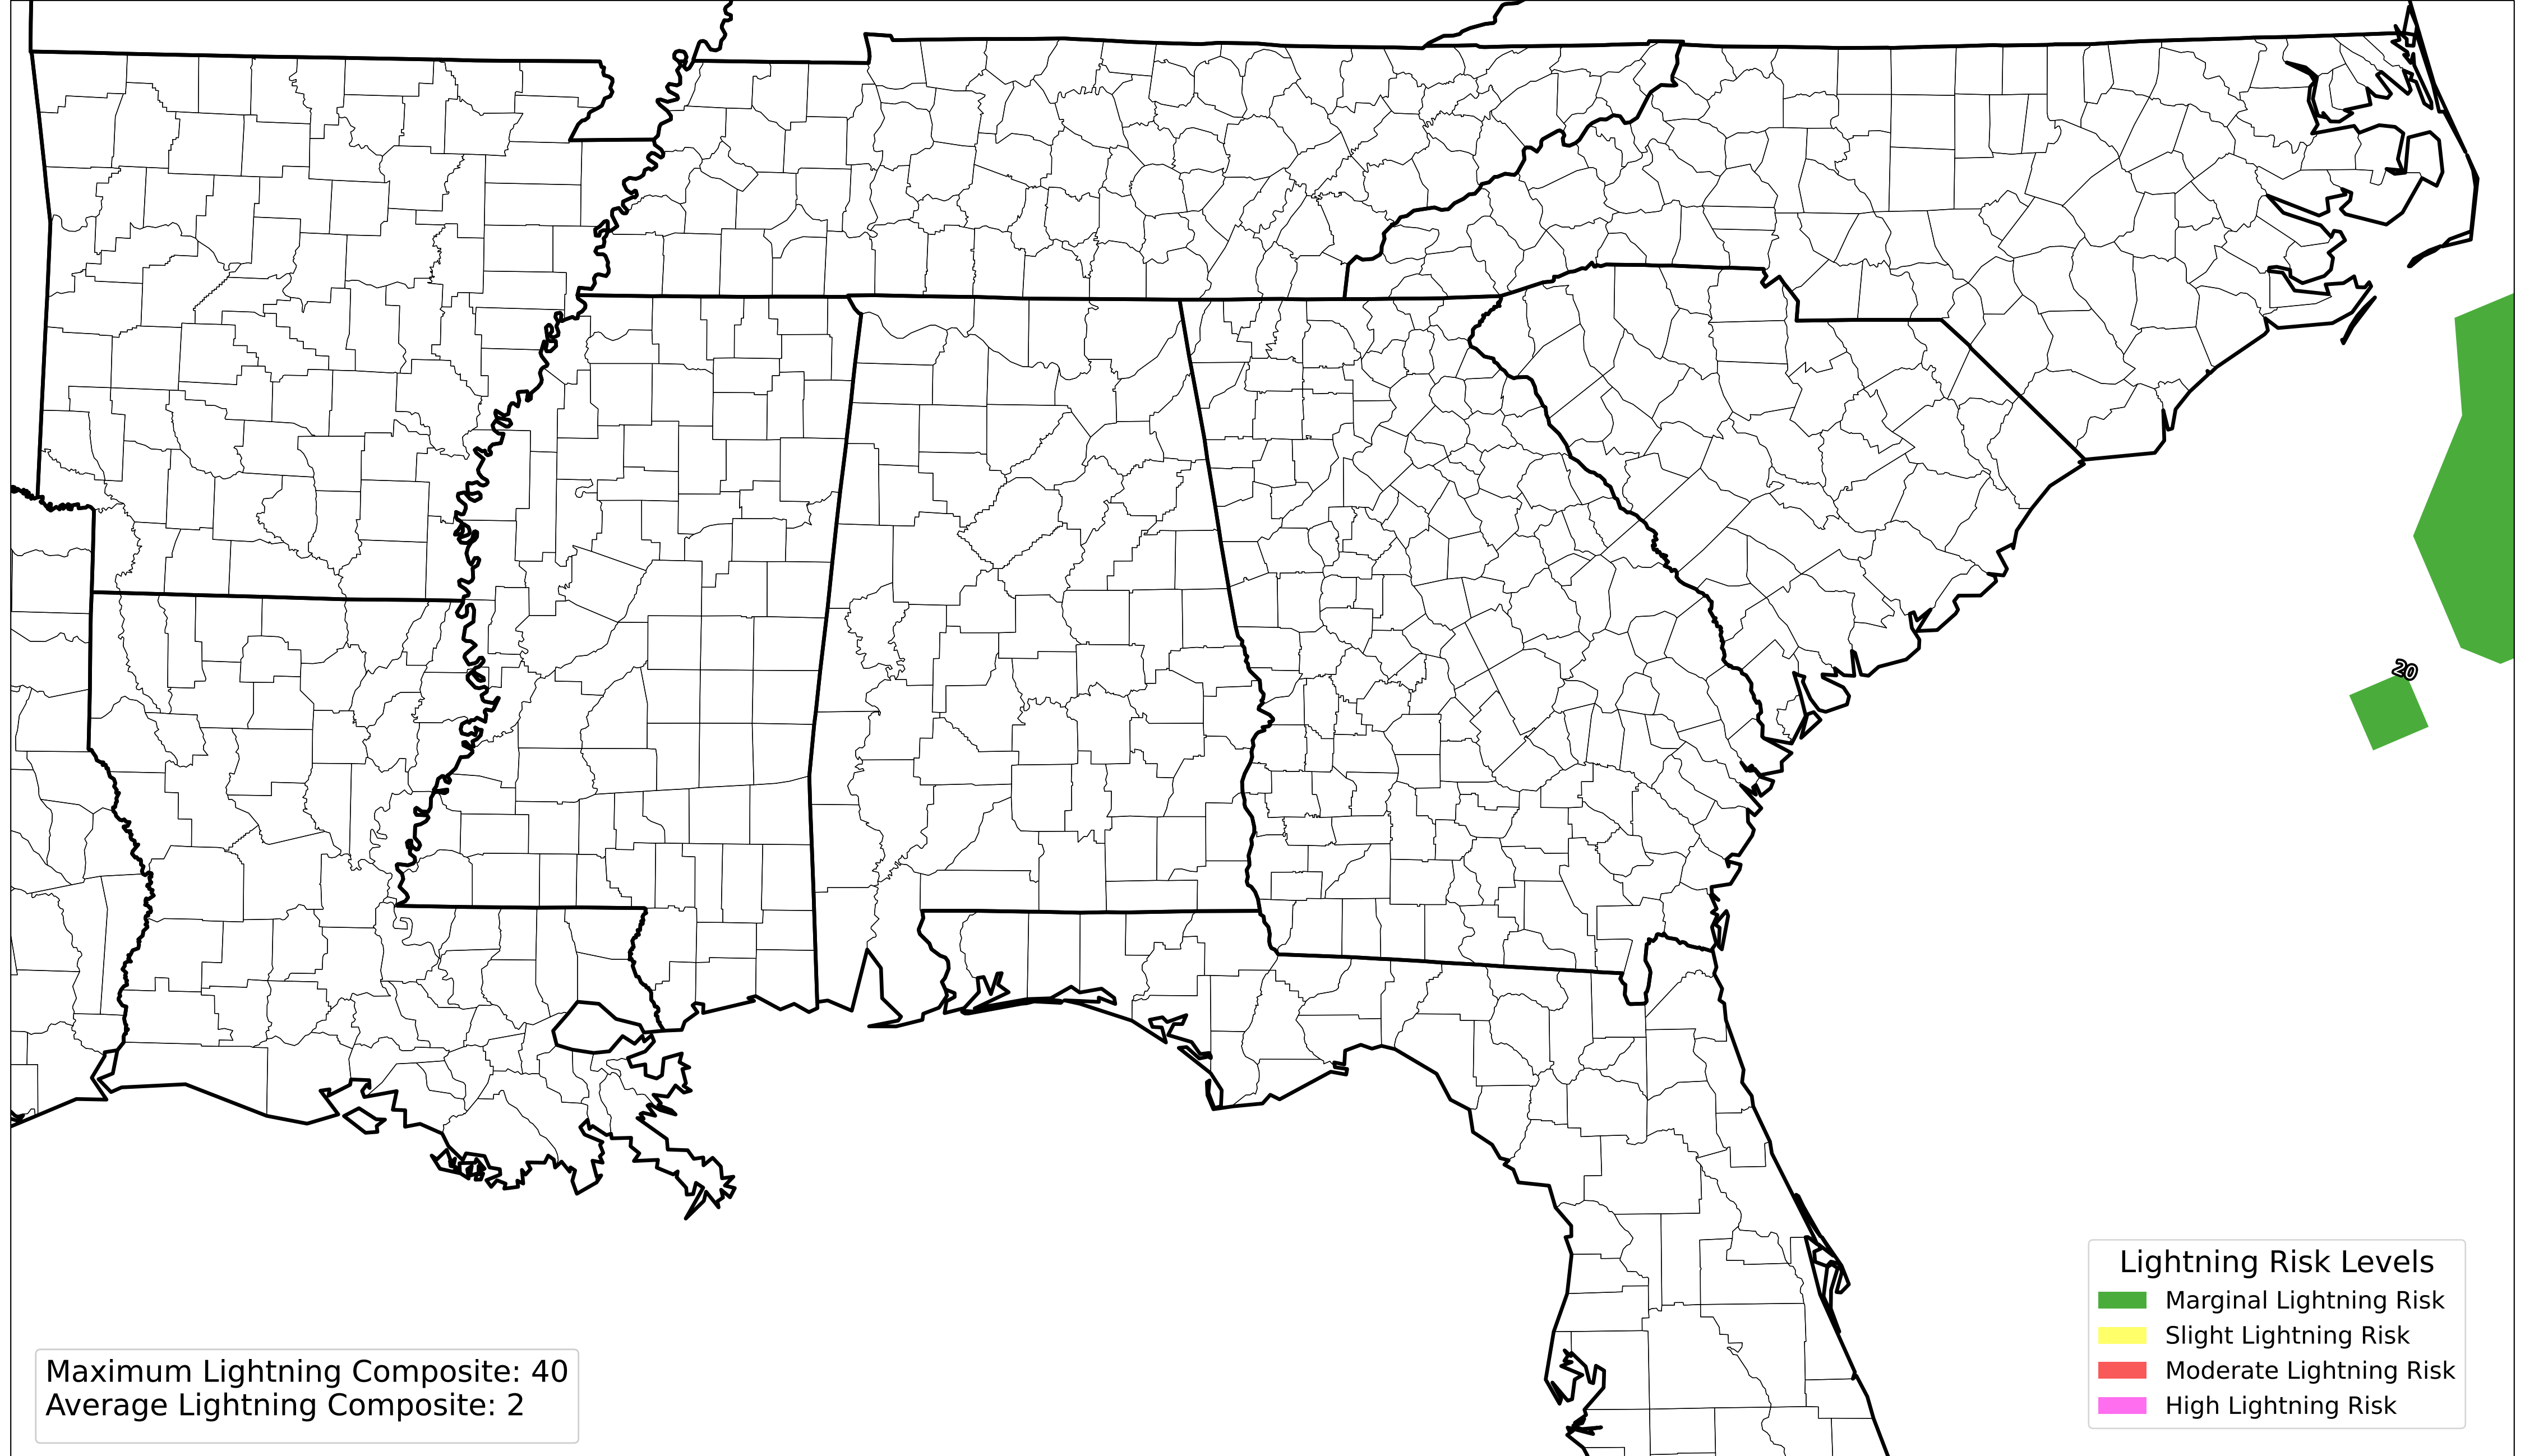 20
Lightning Risk Levels
Marginal Lightning Risk
Slight Lightning Risk
Moderate Lightning Risk
High Lightning Risk
Maximum Lightning Composite: 40
Average Lightning Composite: 2